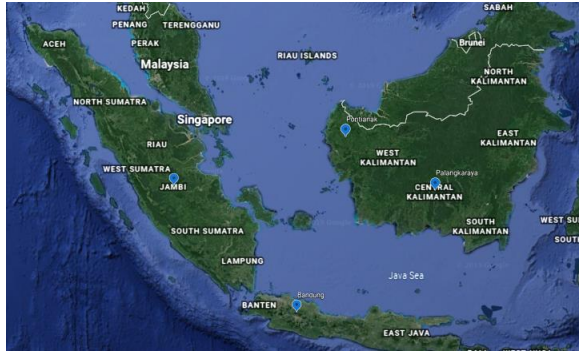 KEDAH
SABAH
PENANG
TERENGGANU
ACEH
PERAK
Brunei
RIAU ISLANDS
Malaysia
NORTH
KALIMANTAN
NORTH SUMATRA
Singapore
Pontianak
EAST
KALIMANTAN
RIAU
WEST
KALIMANTAN
WEST SUMATRA
Palangkaraya
JAMBI
CENTRAL
KALIMANTAN
WEST SU
SOUTH SUMATRA
SOUTH
KALIMANTAN
SOUT
LAMPUNG
Java Sea
Bandung
BANTEN
EAST JAVA